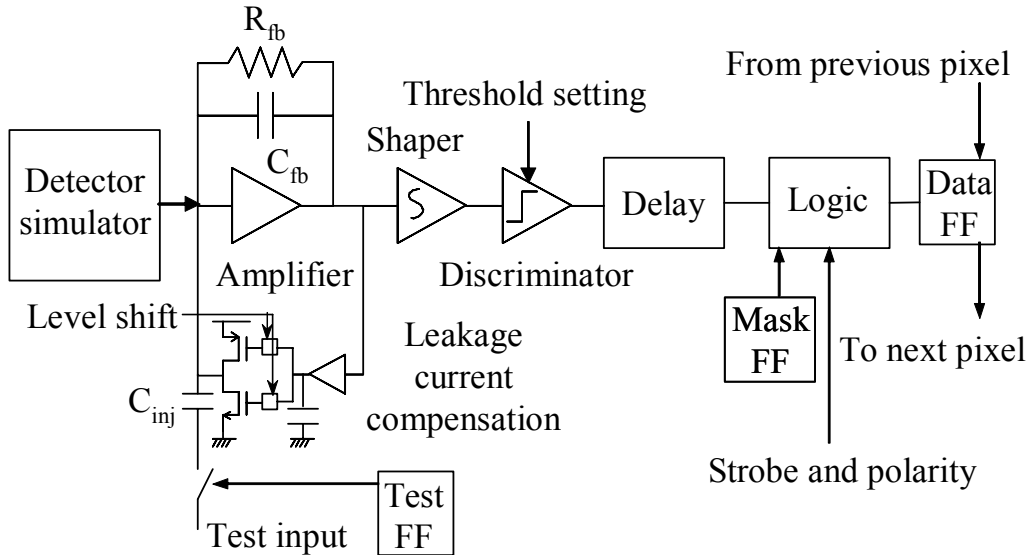 R_fb
From previous pixel
Threshold setting
Shaper
C_fb
Detector
simulator
Delay
Logic
Data
FF
Amplifier
Discriminator
Level shift
Leakage
current
compensation
Mask
FF
To next pixel
C_inj
Strobe and polarity
Test
FF
Test input